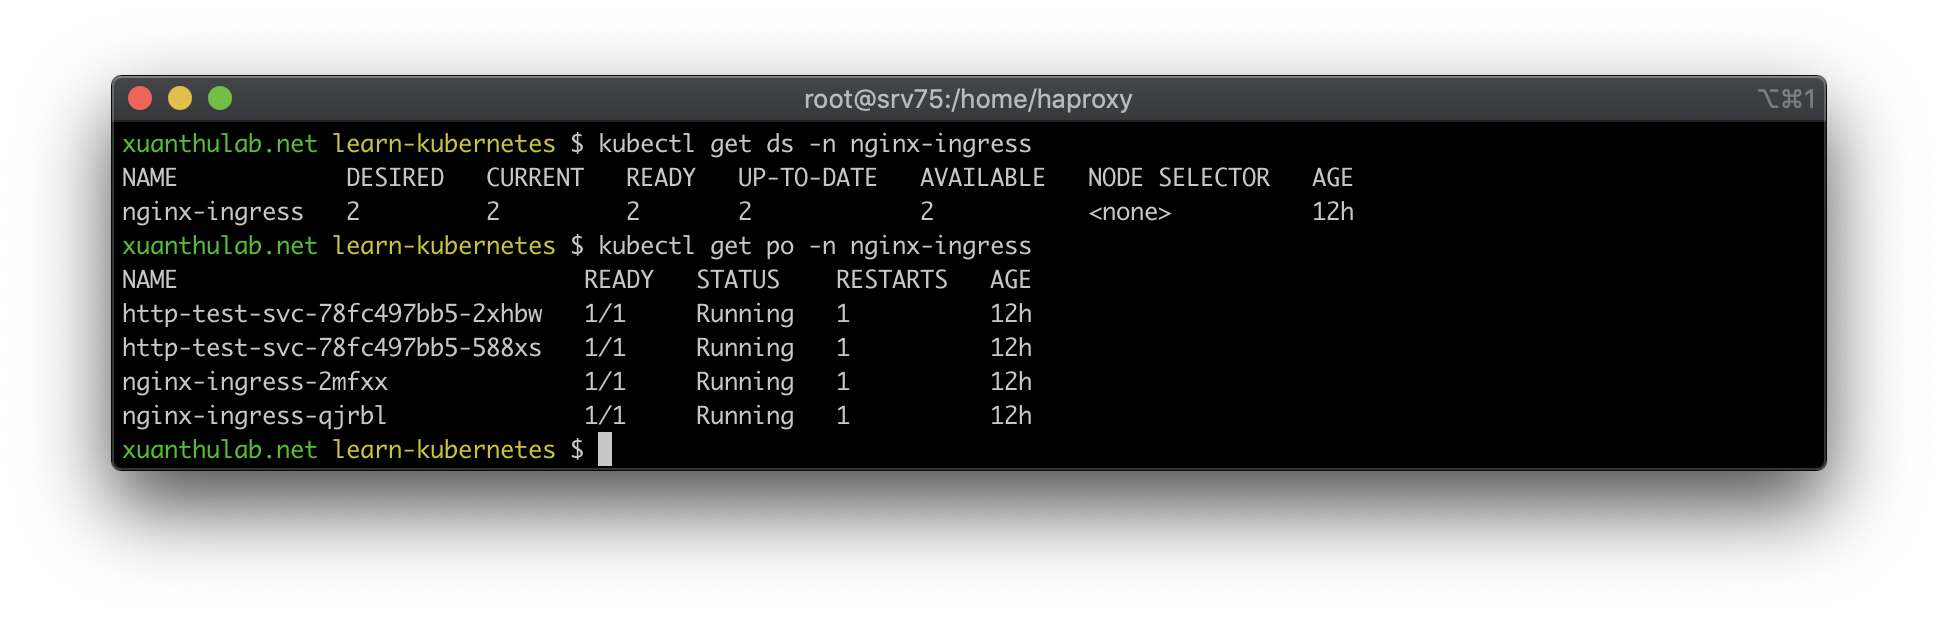 root@srv75:/home/haproxy ⌥⌘1
xuanthulab.net learn-kubernetes $ kubectl get ds -n nginx-ingress
NAME            DESIRED   CURRENT   READY   UP-TO-DATE   AVAILABLE   NODE SELECTOR   AGE
nginx-ingress   2         2         2       2            2           <none>          12h
xuanthulab.net learn-kubernetes $ kubectl get po -n nginx-ingress
NAME                             READY   STATUS    RESTARTS   AGE
http-test-svc-78fc497bb5-2xhbw   1/1     Running   1          12h
http-test-svc-78fc497bb5-588xs   1/1     Running   1          12h
nginx-ingress-2mfxx              1/1     Running   1          12h
nginx-ingress-qjrbl              1/1     Running   1          12h
xuanthulab.net learn-kubernetes $